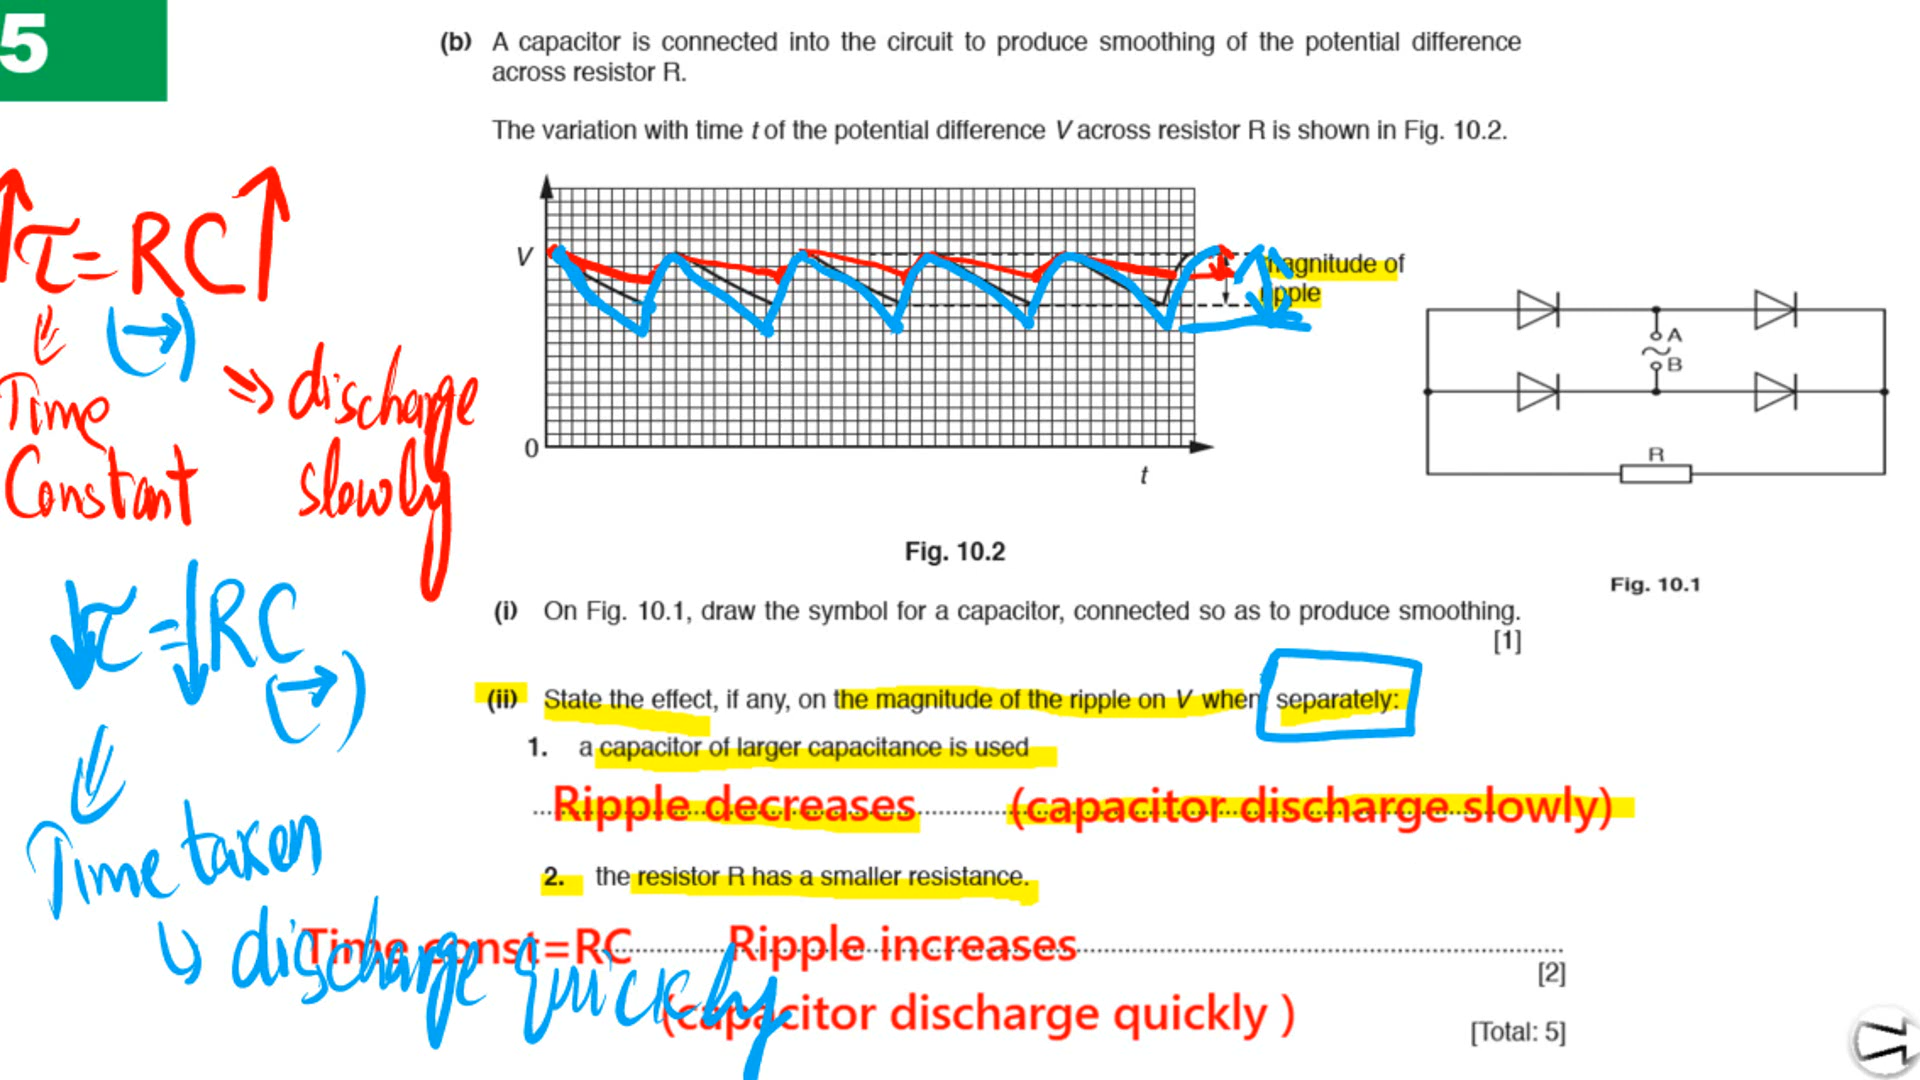 5
(b) A capacitor is connected into the circuit to produce smoothing of the potential difference
across resistor R.
The variation with time t of the potential difference V across resistor R is shown in Fig. 10.2.
V
0
t
magnitude of
ripple
Fig. 10.2
A
B
R
Fig. 10.1
τ = RC
(→)
Time
Constant
⇒ discharge
slowly
τ = RC
(→)
Time taken
↳ discharge quickly
(i) On Fig. 10.1, draw the symbol for a capacitor, connected so as to produce smoothing.
[1]
(ii) State the effect, if any, on the magnitude of the ripple on V when separately:
1. a capacitor of larger capacitance is used
Ripple decreases (capacitor discharge slowly)
2. the resistor R has a smaller resistance.
Time const=RC Ripple increases
[2]
(capacitor discharge quickly )
[Total: 5]